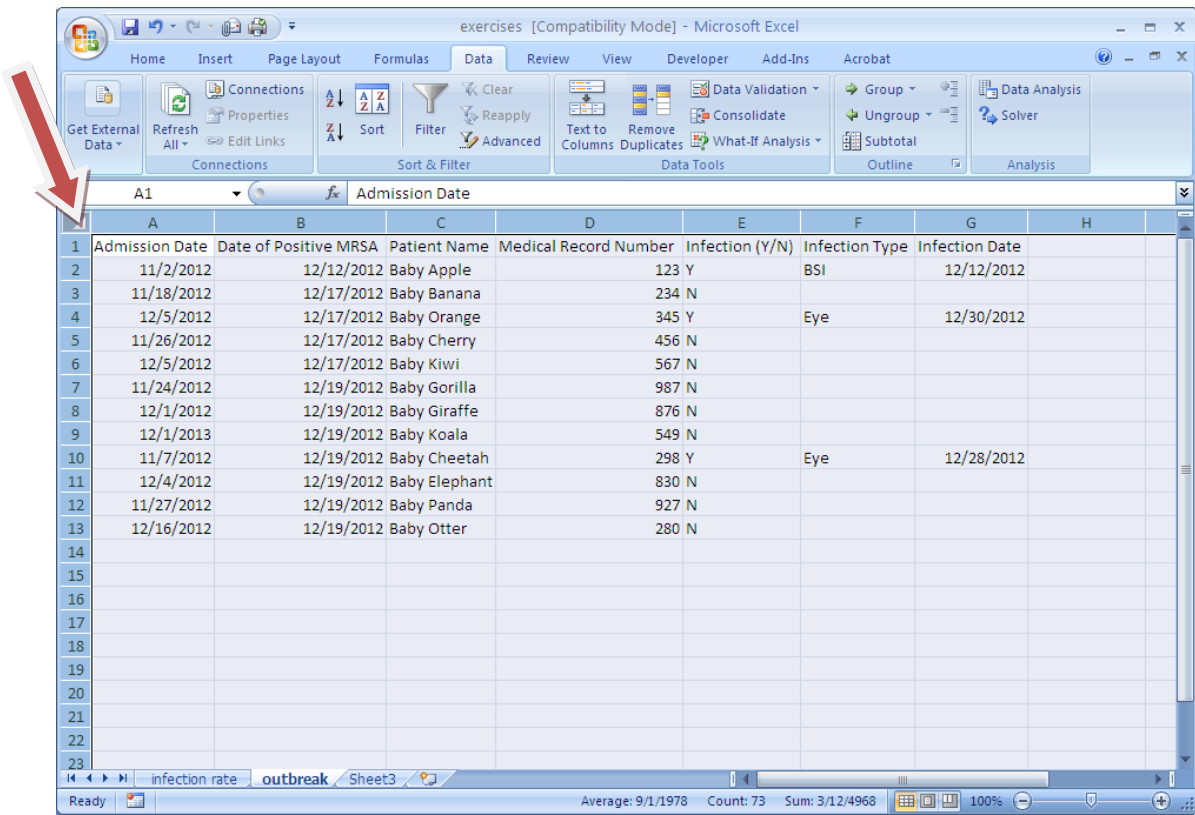 exercises [Compatibility Mode] - Microsoft Excel
Home Insert Page Layout Formulas Data Review View Developer Add-Ins Acrobat
Get External Data
Refresh All
Connections
Properties
Edit Links
Connections
A Z
Z A
Sort
Filter
Clear
Reapply
Advanced
Sort & Filter
Text to Columns
Remove Duplicates
Data Validation
Consolidate
What-If Analysis
Data Tools
Group
Ungroup
Subtotal
Outline
Data Analysis
Solver
Analysis
A1 fx Admission Date
A B C D E F G H
1 Admission Date Date of Positive MRSA Patient Name Medical Record Number Infection (Y/N) Infection Type Infection Date
2 11/2/2012 12/12/2012 Baby Apple 123 Y BSI 12/12/2012
3 11/18/2012 12/17/2012 Baby Banana 234 N
4 12/5/2012 12/17/2012 Baby Orange 345 Y Eye 12/30/2012
5 11/26/2012 12/17/2012 Baby Cherry 456 N
6 12/5/2012 12/17/2012 Baby Kiwi 567 N
7 11/24/2012 12/19/2012 Baby Gorilla 987 N
8 12/1/2012 12/19/2012 Baby Giraffe 876 N
9 12/1/2013 12/19/2012 Baby Koala 549 N
10 11/7/2012 12/19/2012 Baby Cheetah 298 Y Eye 12/28/2012
11 12/4/2012 12/19/2012 Baby Elephant 830 N
12 11/27/2012 12/19/2012 Baby Panda 927 N
13 12/16/2012 12/19/2012 Baby Otter 280 N
14
15
16
17
18
19
20
21
22
23
infection rate outbreak Sheet3
Ready Average: 9/1/1978 Count: 73 Sum: 3/12/4968 100%